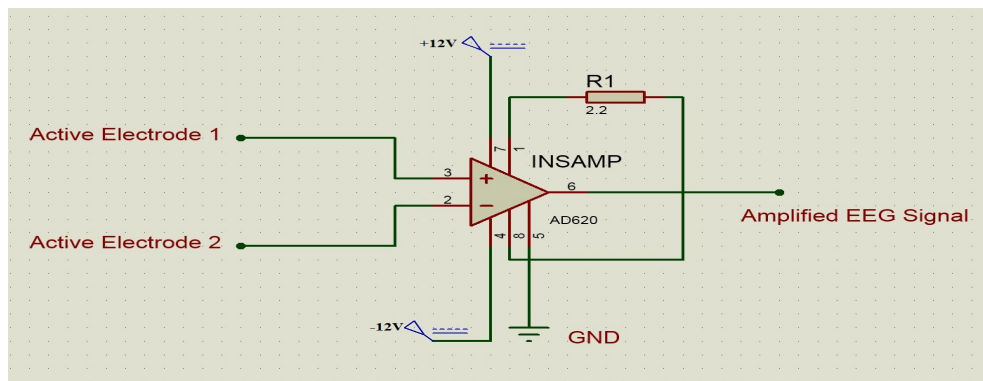 +12V
R1
2.2
Active Electrode 1
7
1
INSAMP
3
+
6
2
−
AD620
Amplified EEG Signal
Active Electrode 2
4
8
5
-12V
GND